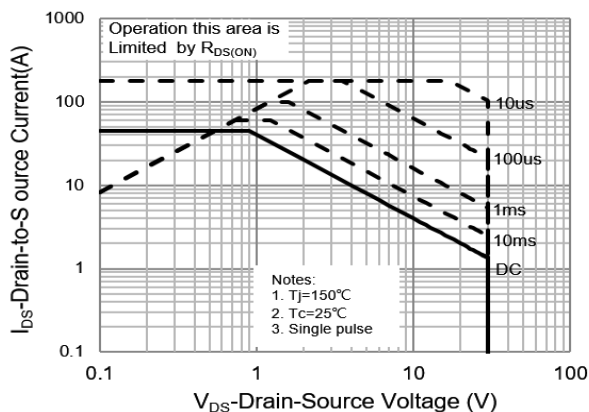 1000
Operation this area is
Limited by RDS(ON)
100
10us
100us
10
1ms
10ms
1
DC
Notes:
1. Tj=150℃
2. Tc=25℃
3. Single pulse
0.1
0.1
1
10
100
IDS-Drain-to-S ource Current(A)
VDS-Drain-Source Voltage (V)